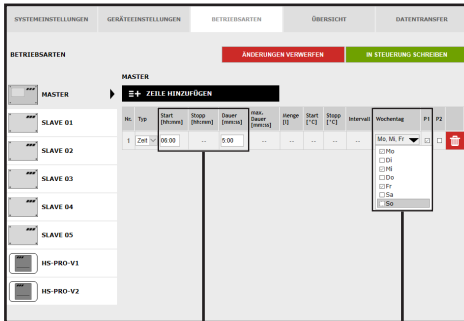 SYSTEMEINSTELLUNGEN GERÄTEEINSTELLUNGEN BETRIEBSARTEN ÜBERSICHT DATENTRANSFER
BETRIEBSARTEN ÄNDERUNGEN VERWERFEN IN STEUERUNG SCHREIBEN
MASTER
MASTER
ZEILE HINZUFÜGEN
SLAVE 01
SLAVE 02
SLAVE 03
SLAVE 04
SLAVE 05
HS-PRO-V1
HS-PRO-V2
Nr. Typ Start [hh:mm] Stopp [hh:mm] Dauer [mm:ss] max. Dauer [mm:ss] Menge [l] Start [°C] Stopp [°C] Intervall Wochentag P1 P2
1 Zeit 06:00 -- 5:00 -- -- -- -- -- Mo, Mi, Fr
Mo
Di
Mi
Do
Fr
Sa
So